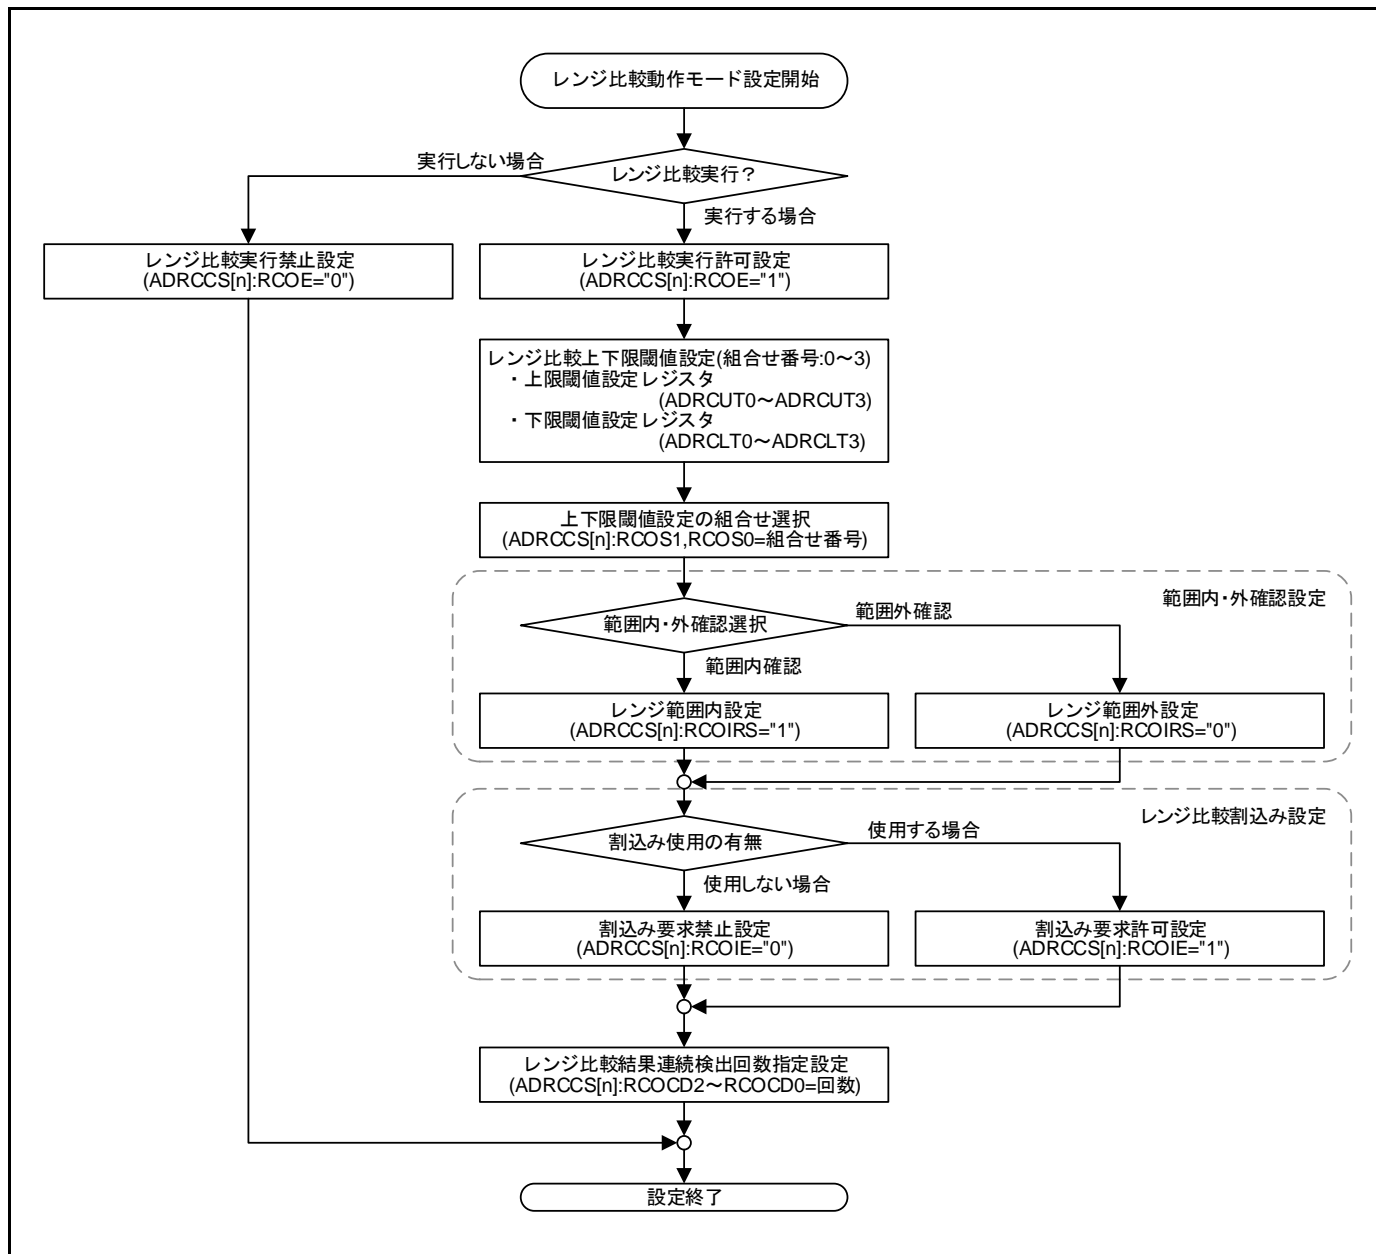 レンジ比較動作モード設定開始
実行しない場合
レンジ比較実行？
実行する場合
レンジ比較実行禁止設定
(ADRCCS[n]:RCOE="0")
レンジ比較実行許可設定
(ADRCCS[n]:RCOE="1")
レンジ比較上下限閾値設定(組合せ番号:0～3)
・上限閾値設定レジスタ
(ADRCUT0～ADRCUT3)
・下限閾値設定レジスタ
(ADRCLT0～ADRCLT3)
上下限閾値設定の組合せ選択
(ADRCCS[n]:RCOS1,RCOS0=組合せ番号)
範囲内・外確認設定
範囲内・外確認選択
範囲外確認
範囲内確認
レンジ範囲内設定
(ADRCCS[n]:RCOIRS="1")
レンジ範囲外設定
(ADRCCS[n]:RCOIRS="0")
レンジ比較割込み設定
割込み使用の有無
使用する場合
使用しない場合
割込み要求禁止設定
(ADRCCS[n]:RCOIE="0")
割込み要求許可設定
(ADRCCS[n]:RCOIE="1")
レンジ比較結果連続検出回数指定設定
(ADRCCS[n]:RCOCD2～RCOCD0=回数)
設定終了